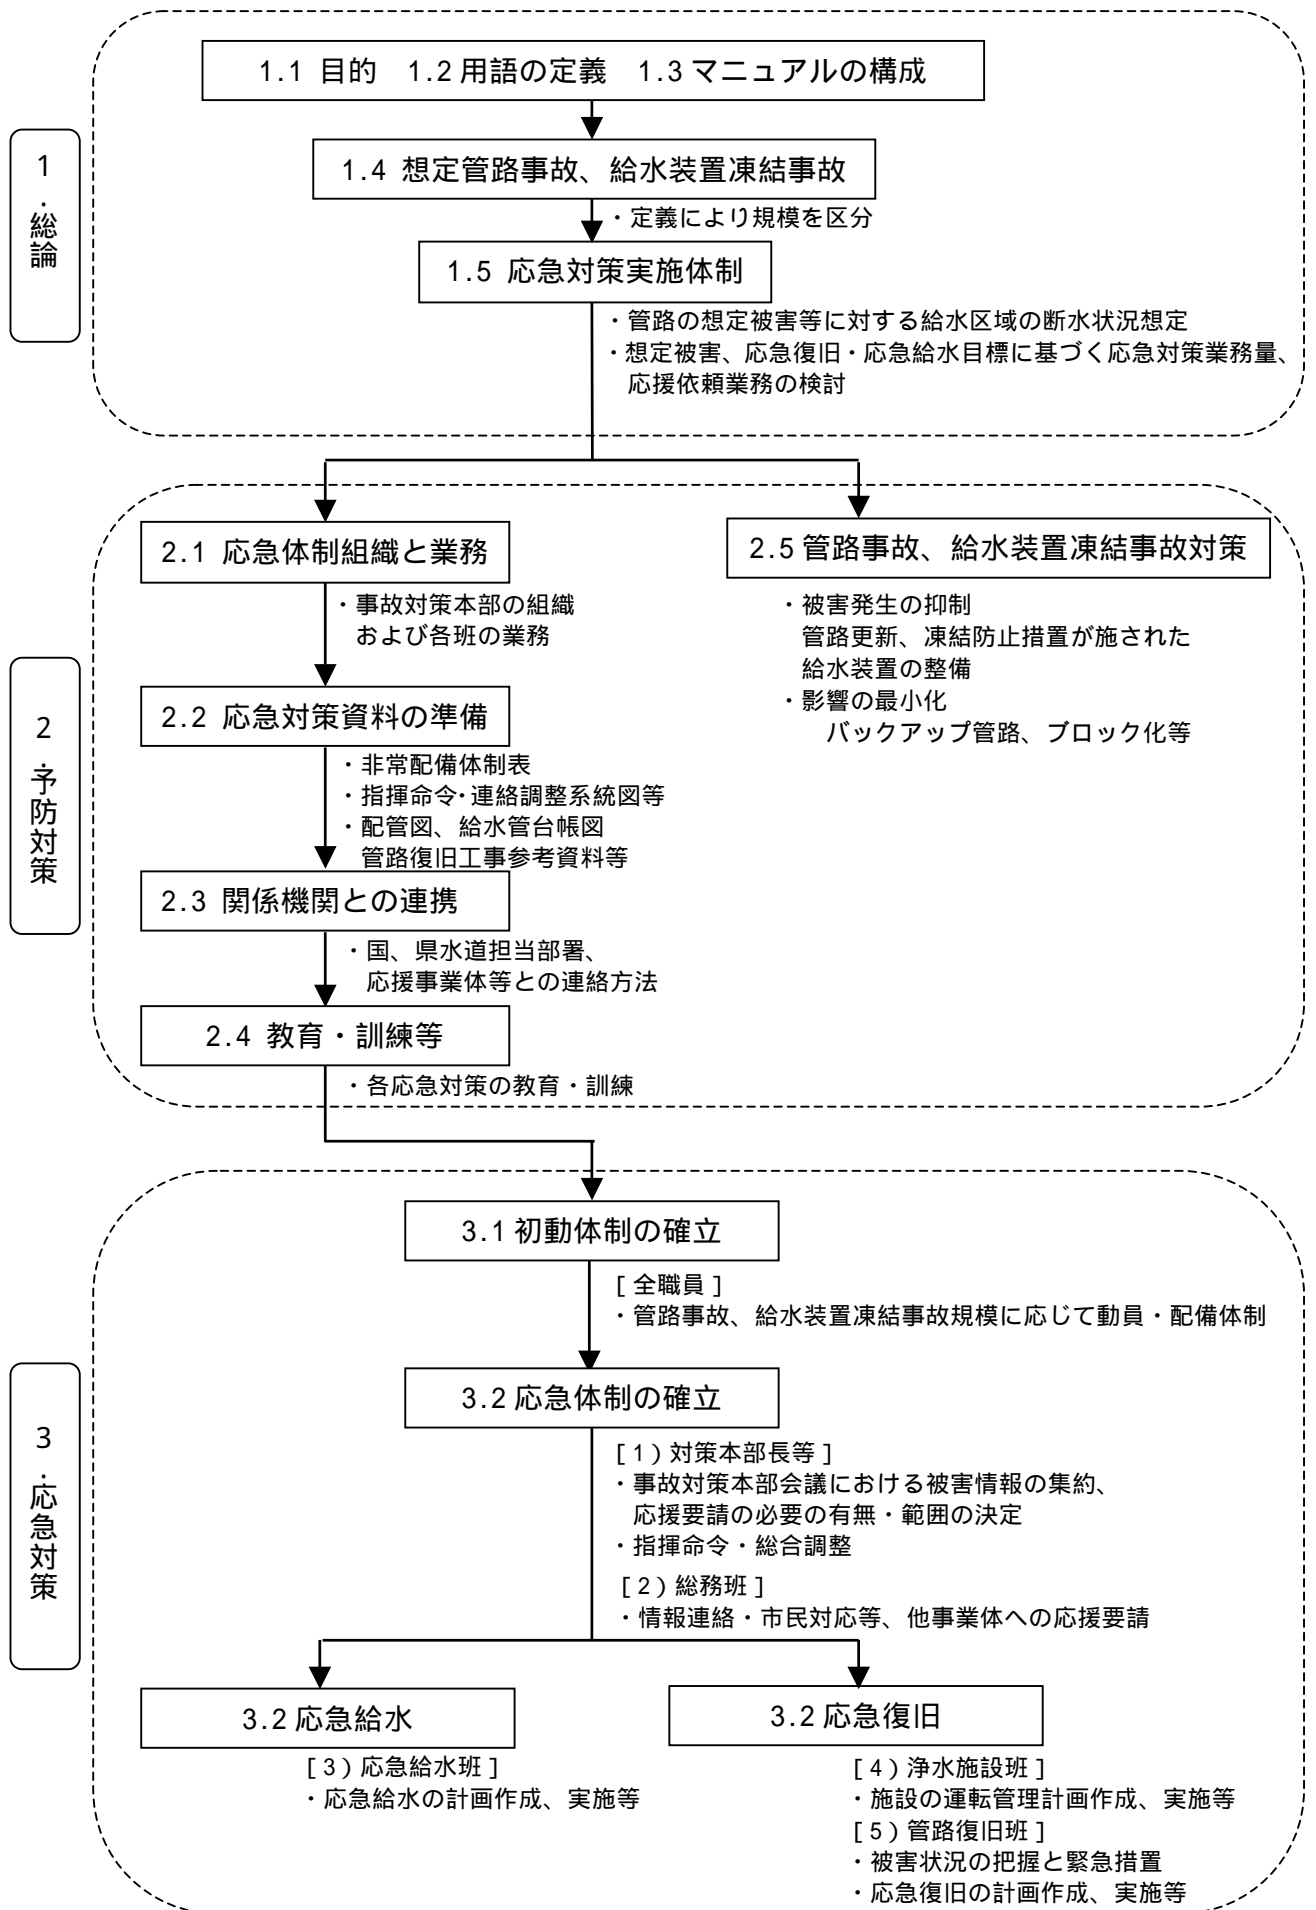 1.1 目的　1.2 用語の定義　1.3 マニュアルの構成
1．総論
1.4 想定管路事故、給水装置凍結事故
・定義により規模を区分
1.5 応急対策実施体制
・管路の想定被害等に対する給水区域の断水状況想定
・想定被害、応急復旧・応急給水目標に基づく応急対策業務量、
応援依頼業務の検討
2．予防対策
2.1 応急体制組織と業務
・事故対策本部の組織
および各班の業務
2.2 応急対策資料の準備
・非常配備体制表
・指揮命令・連絡調整系統図等
・配管図、給水管台帳図
管路復旧工事参考資料等
2.3 関係機関との連携
・国、県水道担当部署、
応援事業体等との連絡方法
2.4 教育・訓練等
・各応急対策の教育・訓練
2.5 管路事故、給水装置凍結事故対策
・被害発生の抑制
管路更新、凍結防止措置が施された
給水装置の整備
・影響の最小化
バックアップ管路、ブロック化等
3．応急対策
3.1 初動体制の確立
［全職員］
・管路事故、給水装置凍結事故規模に応じて動員・配備体制
3.2 応急体制の確立
［1）対策本部長等］
・事故対策本部会議における被害情報の集約、
応援要請の必要の有無・範囲の決定
・指揮命令・総合調整
［2）総務班］
・情報連絡・市民対応等、他事業体への応援要請
3.2 応急給水
［3）応急給水班］
・応急給水の計画作成、実施等
3.2 応急復旧
［4）浄水施設班］
・施設の運転管理計画作成、実施等
［5）管路復旧班］
・被害状況の把握と緊急措置
・応急復旧の計画作成、実施等